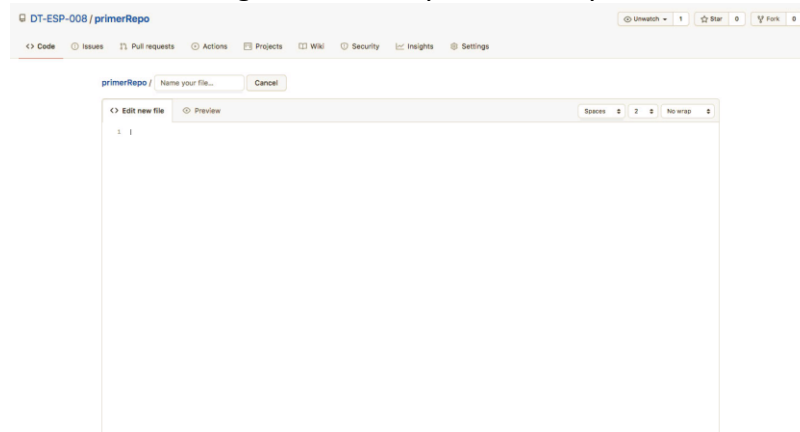 DT-ESP-008 / primerRepo
Unwatch 1 Star 0 Fork 0
<> Code Issues Pull requests Actions Projects Wiki Security Insights Settings
primerRepo / Name your file... Cancel
<> Edit new file Preview Spaces 2 No wrap
1